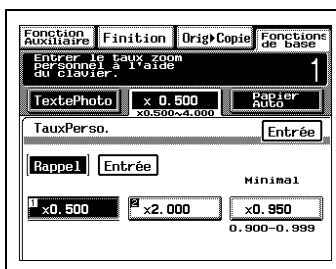 Fonction Auxiliaire Finition Orig▸Copie Fonctions de base
Entrer le taux zoom
personnel à l'aide
du clavier.
1
TextePhoto x 0.500 Papier Auto
x0.500~4.000
TauxPerso. Entrée
Rappel Entrée
Minimal
1 x0.500 2 x2.000 x0.950
0.900-0.999